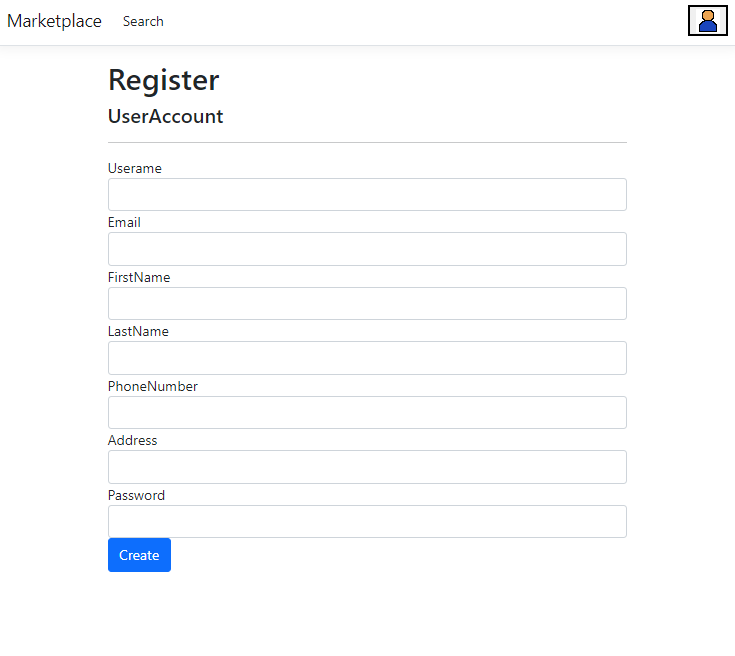 Marketplace Search
Register
UserAccount
Userame
Email
FirstName
LastName
PhoneNumber
Address
Password
Create